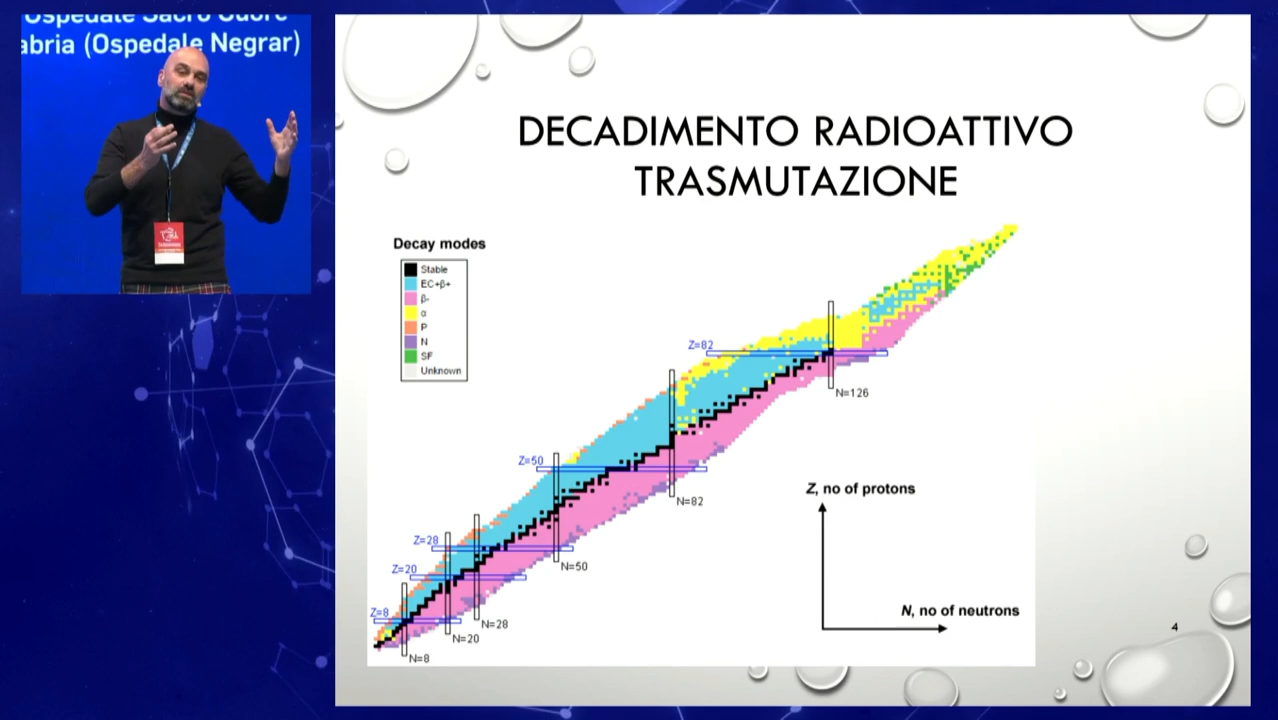 Ospedale Sacro Cuore
abria (Ospedale Negrar)
DECADIMENTO RADIOATTIVO
TRASMUTAZIONE
Decay modes
Stable
EC+β+
β-
α
P
N
SF
Unknown
Z=82
N=126
Z=50
N=82
Z, no of protons
Z=28
N=50
Z=20
N, no of neutrons
Z=8
N=28
N=20
N=8
4